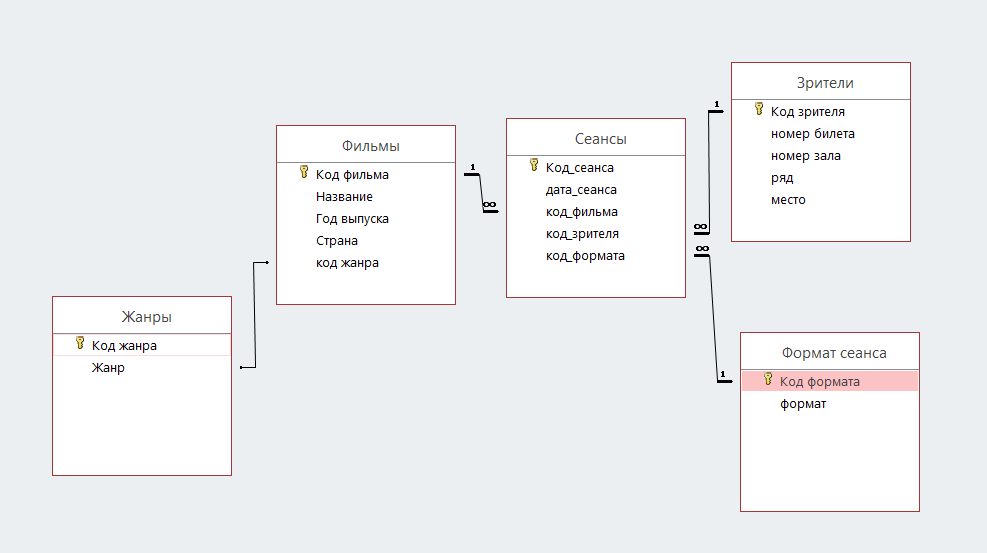 Жанры
Код жанра
Жанр
Фильмы
Код фильма
Название
Год выпуска
Страна
код жанра
1
∞
Сеансы
Код_сеанса
дата_сеанса
код_фильма
код_зрителя
код_формата
1
∞
∞
1
Зрители
Код зрителя
номер билета
номер зала
ряд
место
Формат сеанса
Код формата
формат